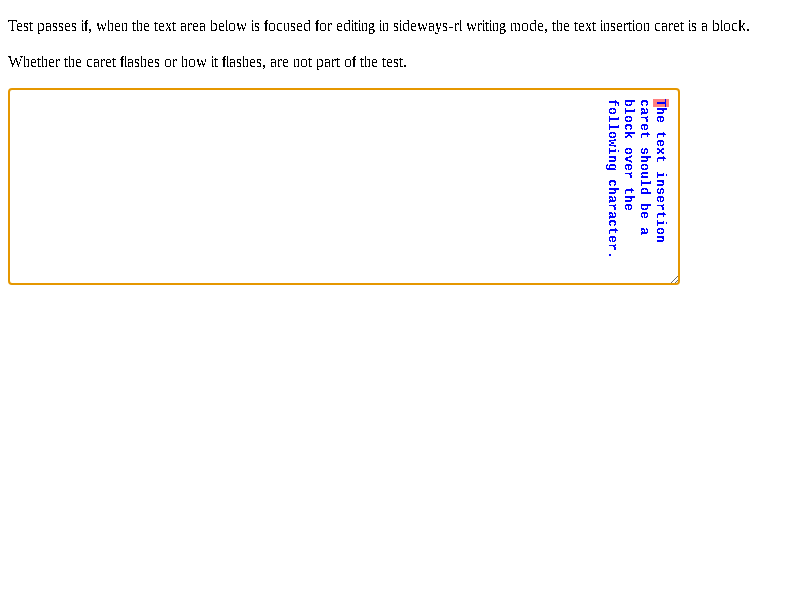 Test passes if, when the text area below is focused for editing in sideways-rl writing mode, the text insertion caret is a block.
Whether the caret flashes or how it flashes, are not part of the test.
The text insertion
caret should be a
block over the
following character.